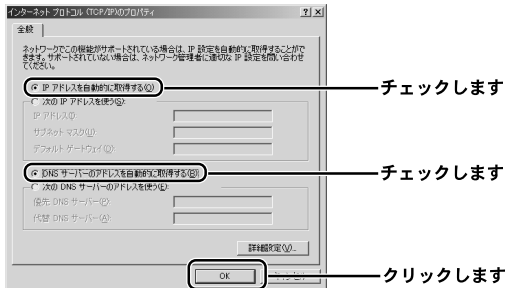 インターネット プロトコル (TCP/IP)のプロパティ
全般
ネットワークでこの機能がサポートされている場合は、IP 設定を自動的に取得することがで
きます。サポートされていない場合は、ネットワーク管理者に適切な IP 設定を問い合わせ
てください。
IP アドレスを自動的に取得する(O)
チェックします
次の IP アドレスを使う(S):
IP アドレス(I):
サブネット マスク(U):
デフォルト ゲートウェイ(D):
DNS サーバーのアドレスを自動的に取得する(B)
チェックします
次の DNS サーバーのアドレスを使う(E):
優先 DNS サーバー(P):
代替 DNS サーバー(A):
詳細設定(V)...
OK
キャンセル
クリックします